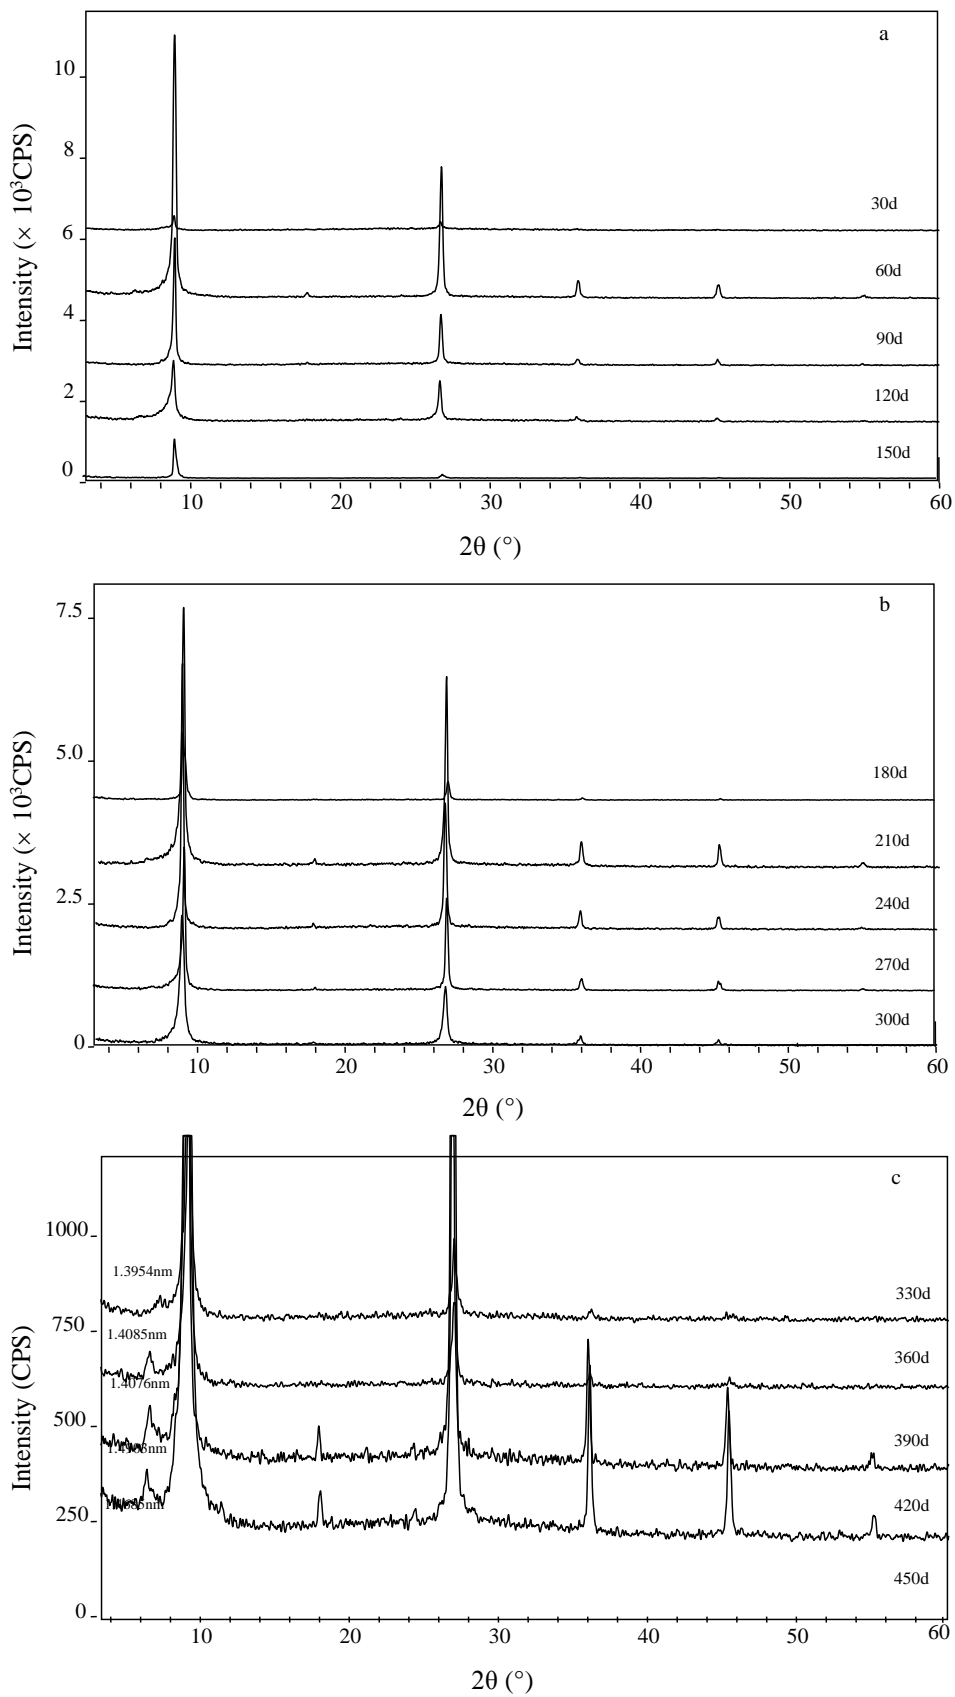 a
10
8
6
4
2
0
Intensity (× 10³CPS)
30d
60d
90d
120d
150d
10 20 30 40 50 60
2θ (°)
b
7.5
5.0
2.5
0
Intensity (× 10³CPS)
180d
210d
240d
270d
300d
10 20 30 40 50 60
2θ (°)
c
1000
750
500
250
0
Intensity (CPS)
1.3954nm
1.4085nm
1.4076nm
330d
360d
390d
420d
450d
10 20 30 40 50 60
2θ (°)